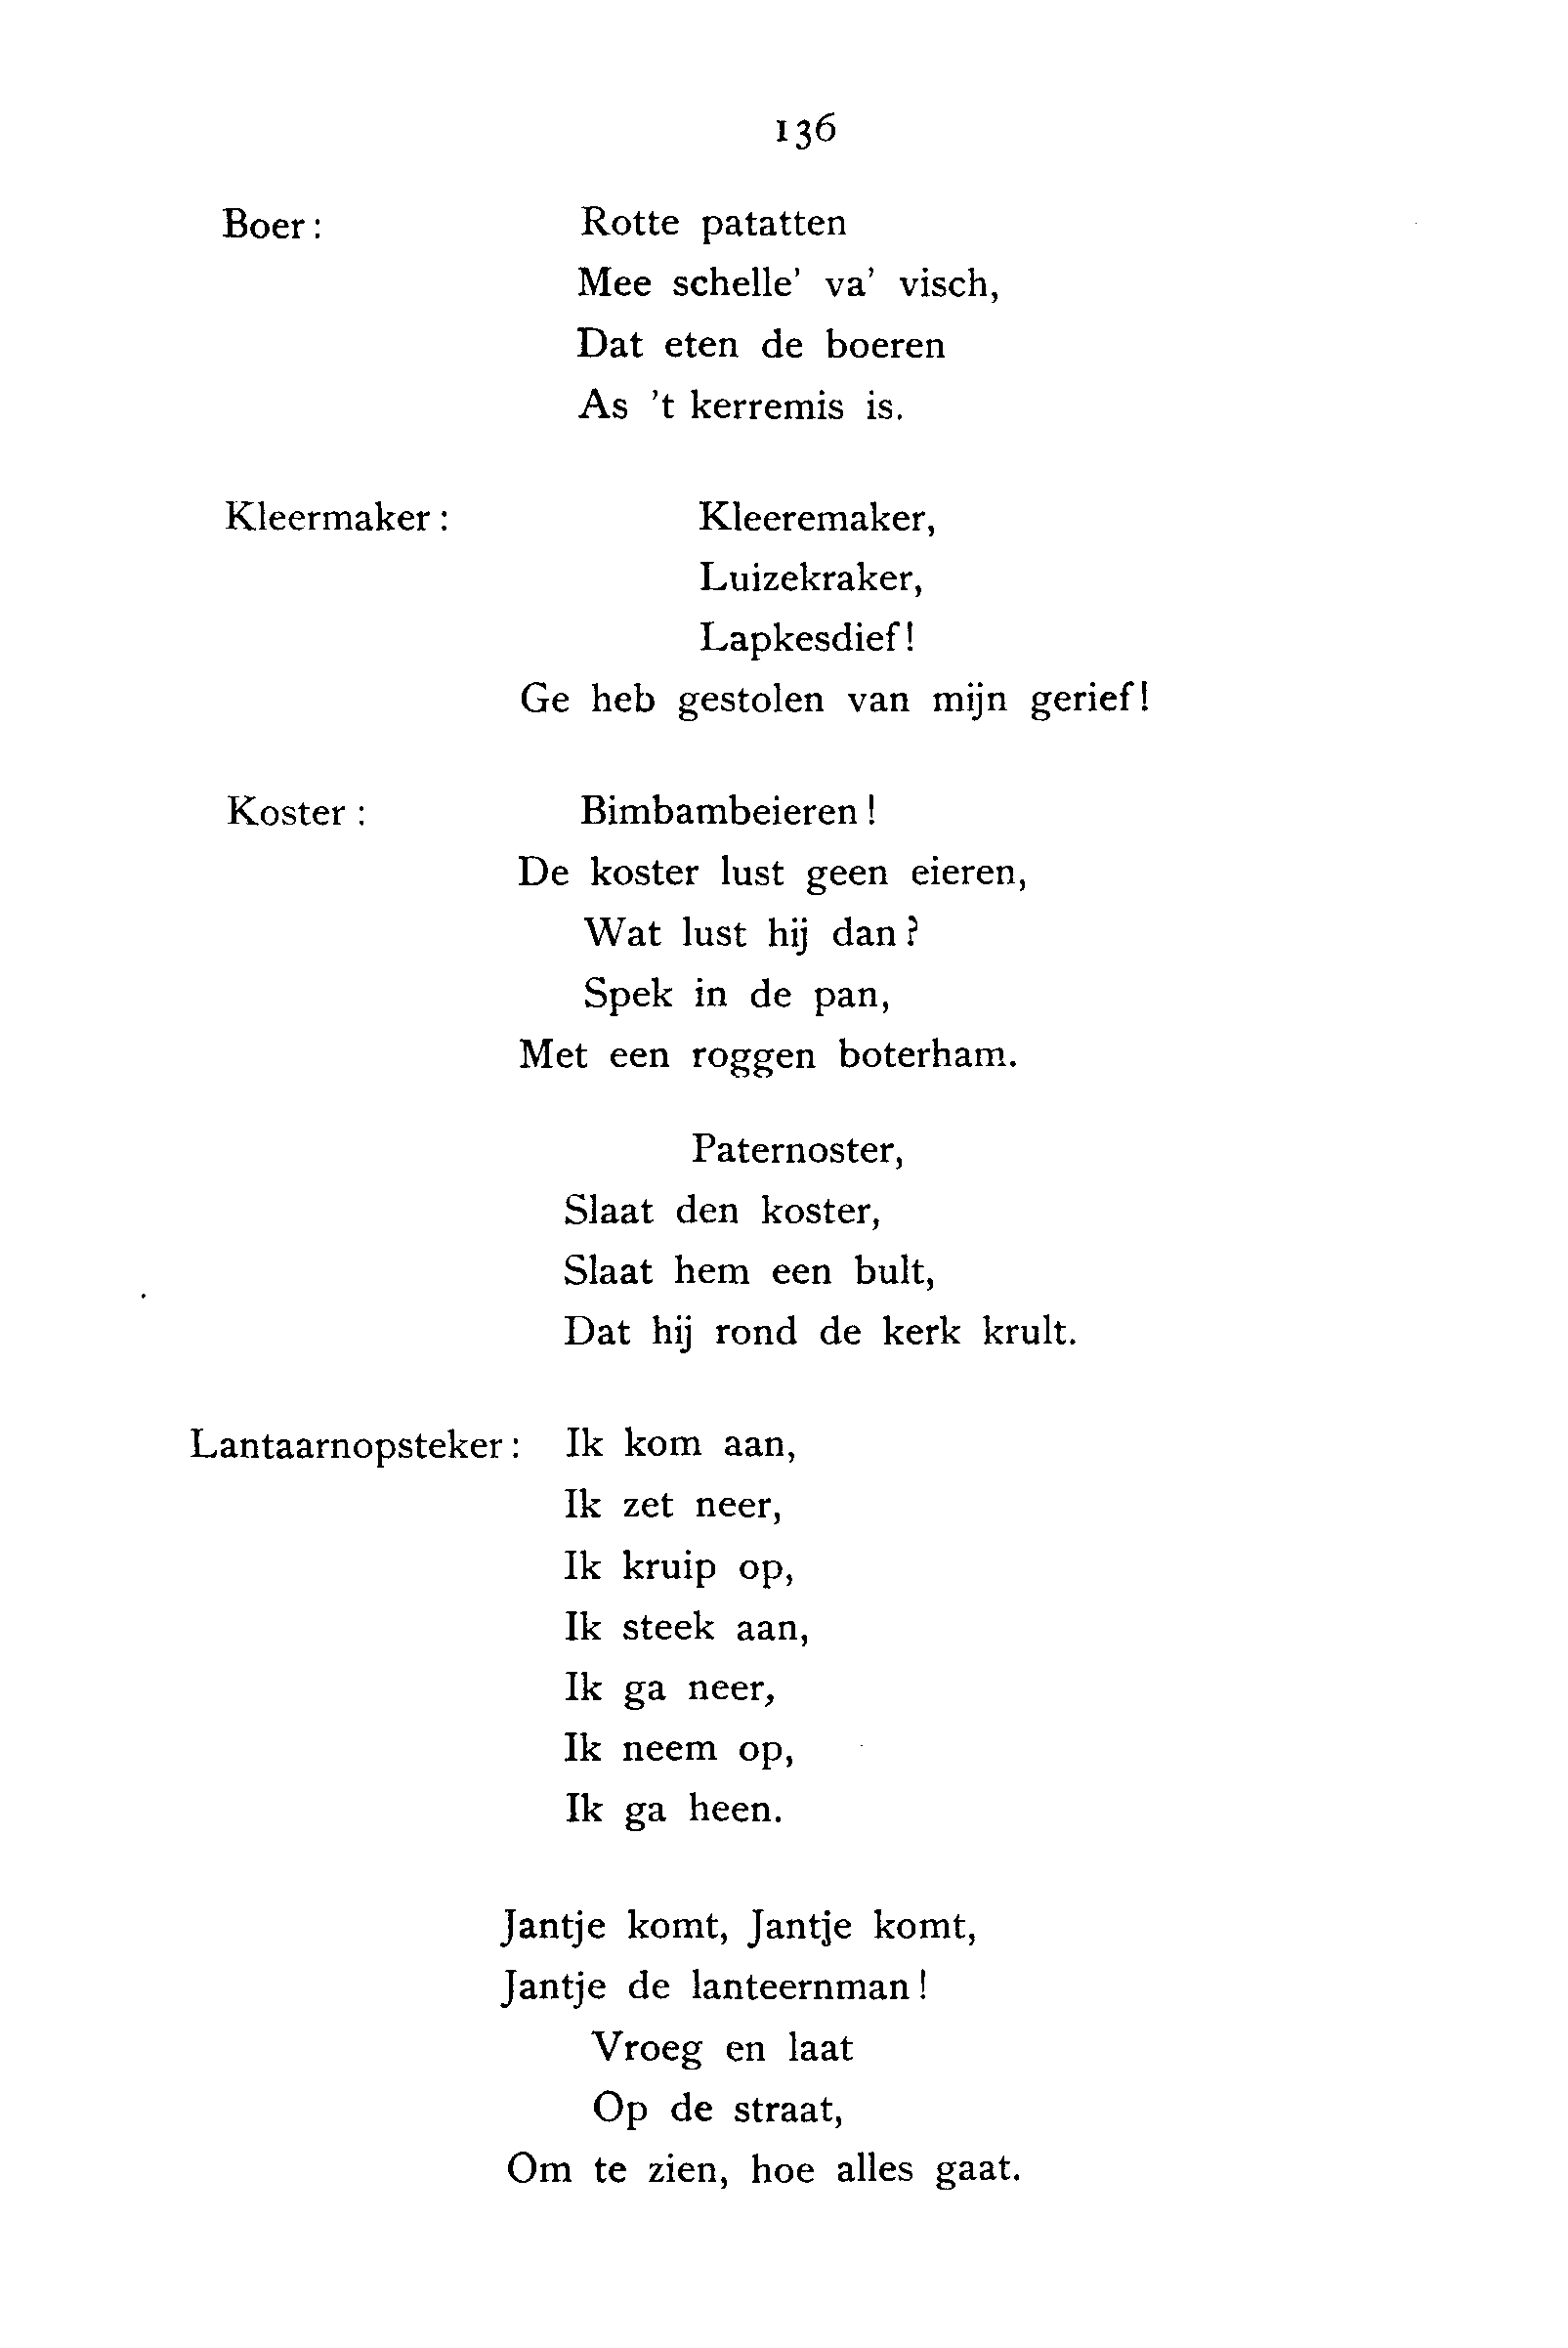 136
Boer: Rotte patatten
Mee schelle' va' visch,
Dat eten de boeren
As 't kerremis is.
Kleermaker: Kleeremaker,
Luizekraker,
Lapkesdief!
Ge heb gestolen van mijn gerief!
Koster: Bimbambeieren!
De koster lust geen eieren,
Wat lust hij dan?
Spek in de pan,
Met een roggen boterham.
Paternoster,
Slaat den koster,
Slaat hem een bult,
Dat hij rond de kerk krult.
Lantaarnopsteker: Ik kom aan,
Ik zet neer,
Ik kruip op,
Ik steek aan,
Ik ga neer,
Ik neem op,
Ik ga heen.
Jantje komt, Jantje komt,
Jantje de lanteernman!
Vroeg en laat
Op de straat,
Om te zien, hoe alles gaat.